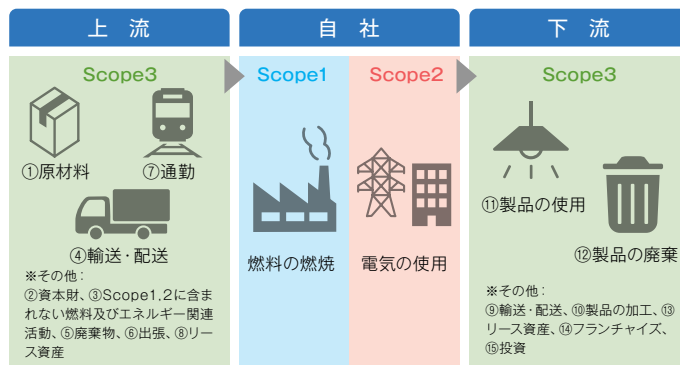 上 流
自 社
下 流
Scope3
Scope1
Scope2
Scope3
①原材料
⑦通勤
④輸送・配送
※その他：
②資本財、③Scope1,2に含ま
れない燃料及びエネルギー関連
活動、⑤廃棄物、⑥出張、⑧リー
ス資産
燃料の燃焼
電気の使用
⑪製品の使用
⑫製品の廃棄
※その他：
⑨輸送・配送、⑩製品の加工、⑬
リース資産、⑭フランチャイズ、
⑮投資